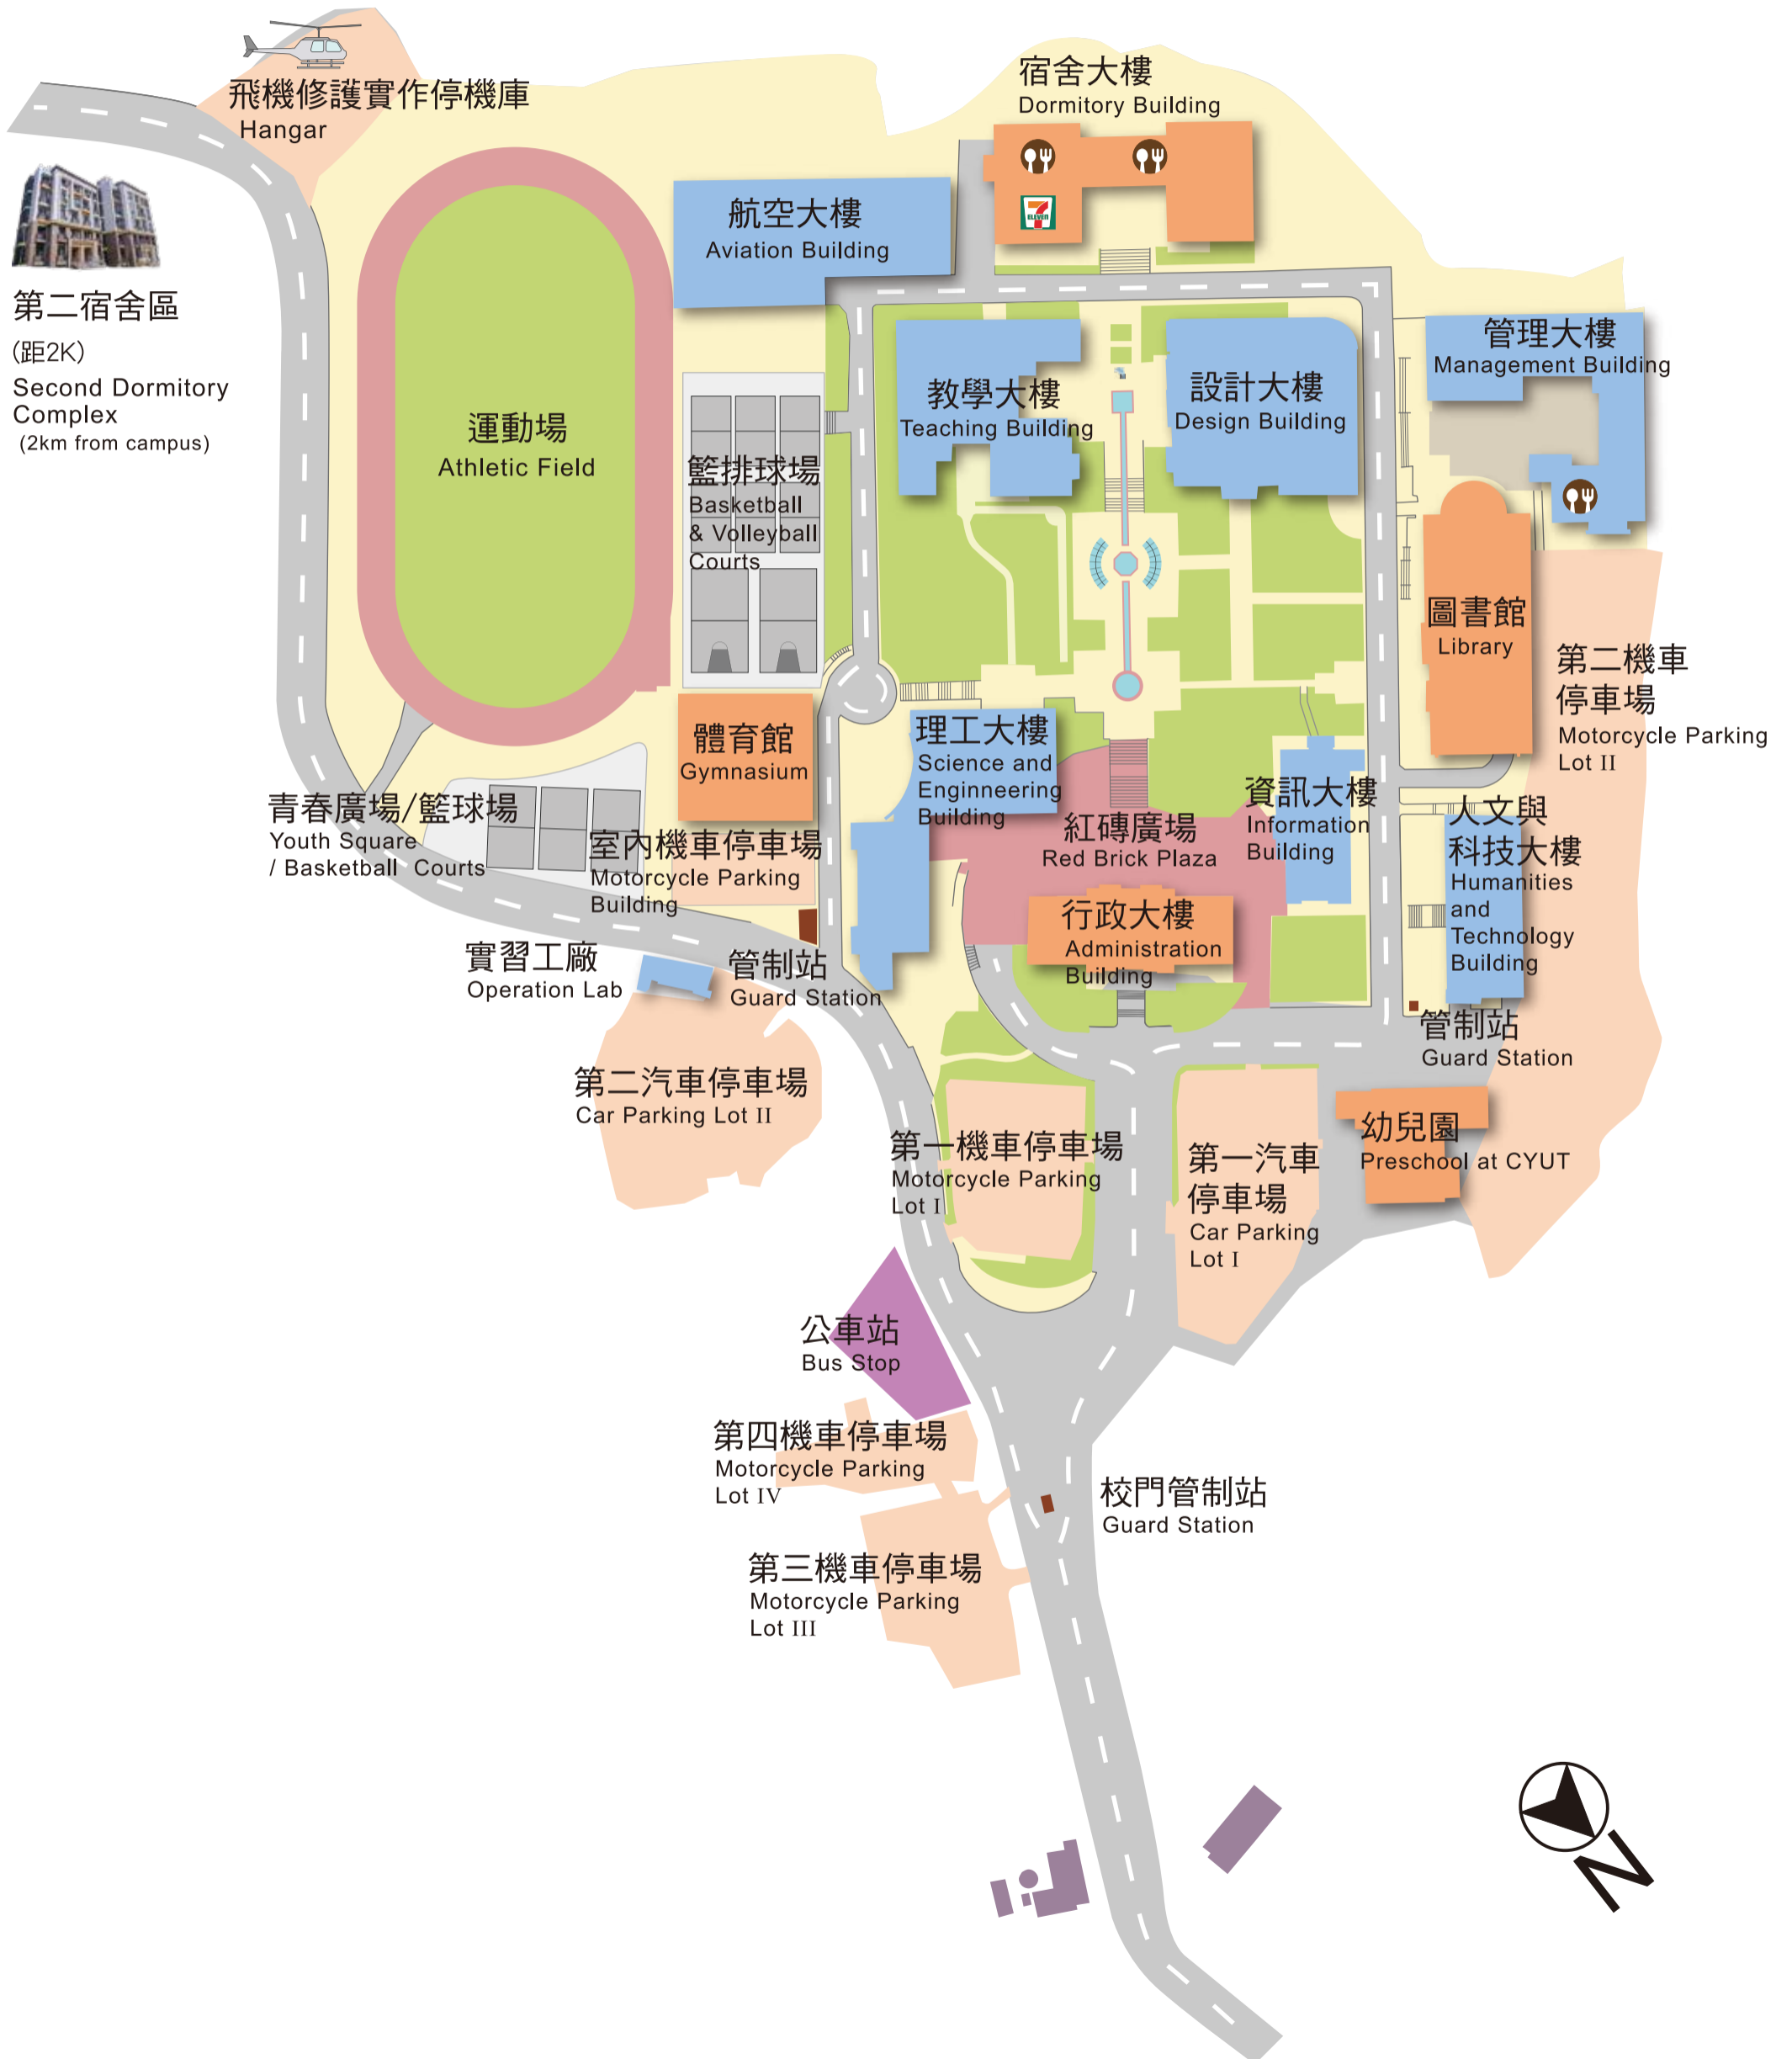 飛機修護實作停機庫
Hangar
宿舍大樓
Dormitory Building
7
ELEVEN
航空大樓
Aviation Building
第二宿舍區
(距2K)
Second Dormitory
Complex
(2km from campus)
運動場
Athletic Field
籃排球場
Basketball
& Volleyball
Courts
教學大樓
Teaching Building
設計大樓
Design Building
管理大樓
Management Building
圖書館
Library
第二機車
停車場
Motorcycle Parking
Lot II
體育館
Gymnasium
理工大樓
Science and
Enginneering
Building
青春廣場/籃球場
Youth Square
/ Basketball Courts
室內機車停車場
Motorcycle Parking
Building
紅磚廣場
Red Brick Plaza
資訊大樓
Information
Building
人文與
科技大樓
Humanities
and
Technology
Building
行政大樓
Administration
Building
實習工廠
Operation Lab
管制站
Guard Station
管制站
Guard Station
第二汽車停車場
Car Parking Lot II
第一機車停車場
Motorcycle Parking
Lot I
第一汽車
停車場
Car Parking
Lot I
幼兒園
Preschool at CYUT
公車站
Bus Stop
第四機車停車場
Motorcycle Parking
Lot IV
校門管制站
Guard Station
第三機車停車場
Motorcycle Parking
Lot III
N